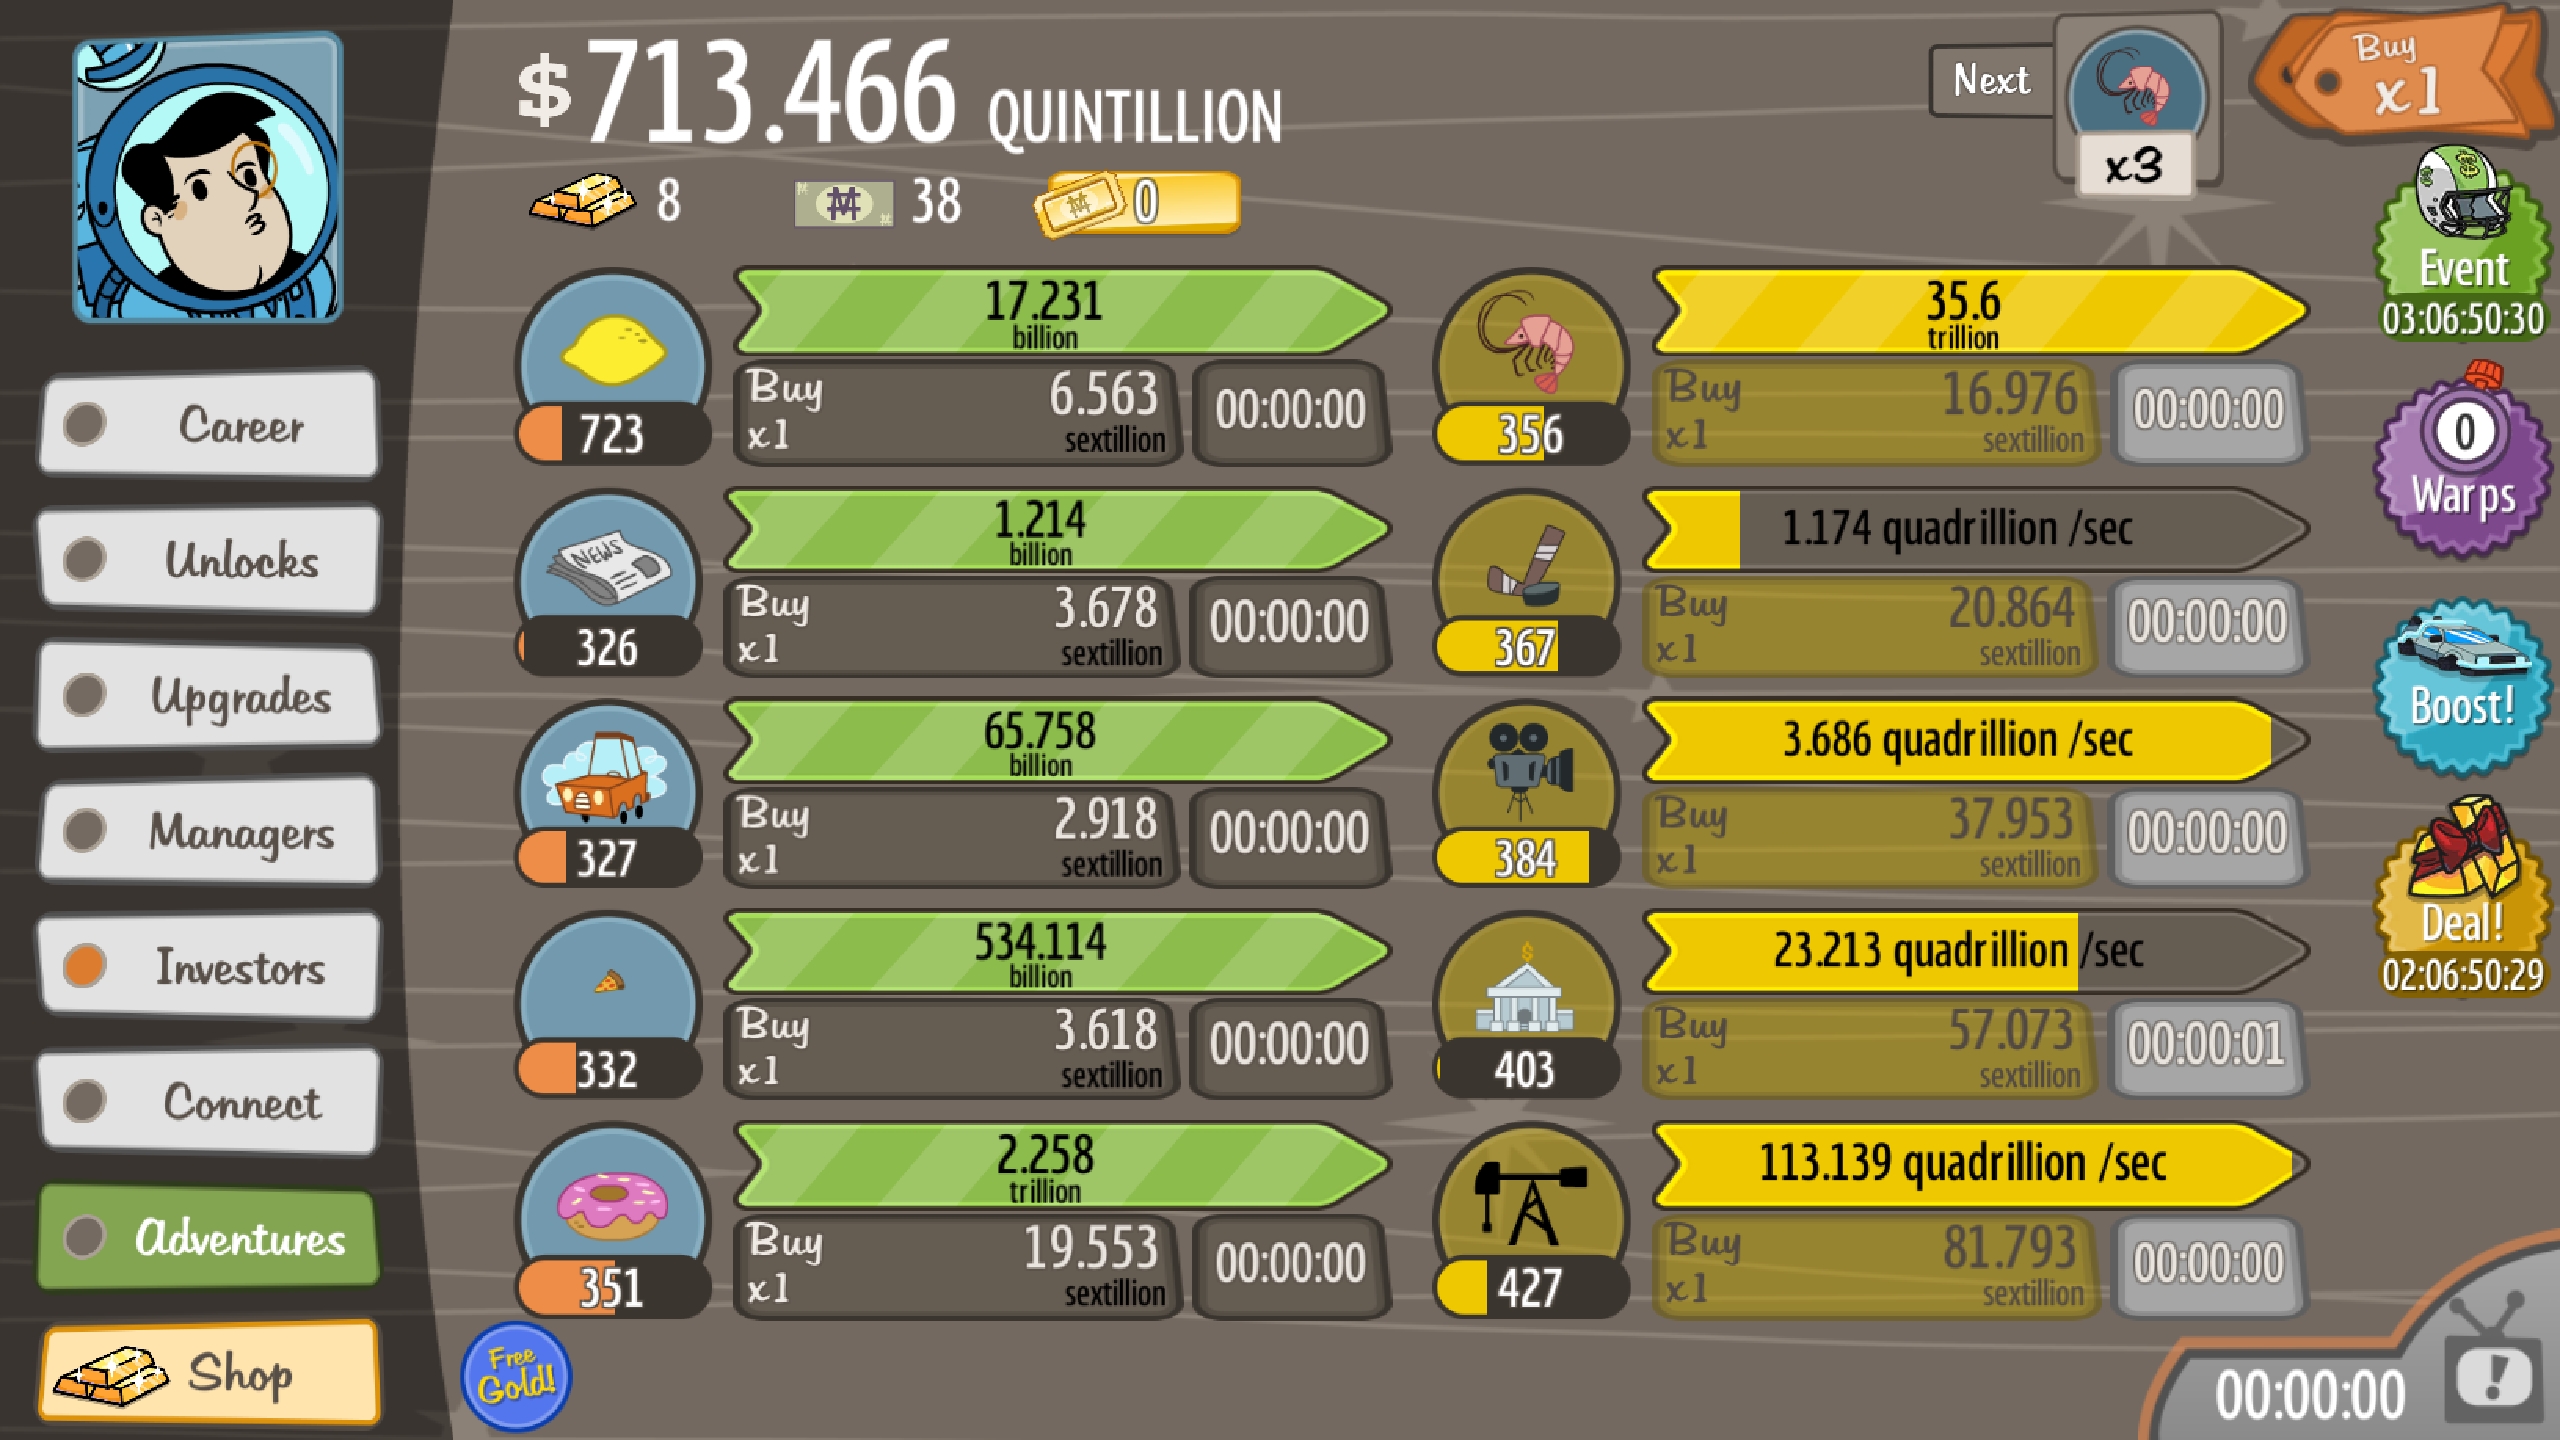 $713.466 QUINTILLION
8 38 0
Next
x3
Buy
x1
Event
03:06:50:30
0
Warps
Boost!
Deal!
02:06:50:29
Career
Unlocks
Upgrades
Managers
Investors
Connect
Adventures
Shop
17.231
billion
723
Buy 6.563
x1 sextillion
00:00:00
NEWS
1.214
billion
326
Buy 3.678
x1 sextillion
00:00:00
65.758
billion
327
Buy 2.918
x1 sextillion
00:00:00
534.114
billion
332
Buy 3.618
x1 sextillion
00:00:00
2.258
trillion
351
Buy 19.553
x1 sextillion
00:00:00
35.6
trillion
356
Buy 16.976
x1 sextillion
00:00:00
1.174 quadrillion /sec
367
Buy 20.864
x1 sextillion
00:00:00
3.686 quadrillion /sec
384
Buy 37.953
x1 sextillion
00:00:00
23.213 quadrillion /sec
403
Buy 57.073
x1 sextillion
00:00:01
113.139 quadrillion /sec
427
Buy 81.793
x1 sextillion
00:00:00
Free
Gold!
00:00:00
!